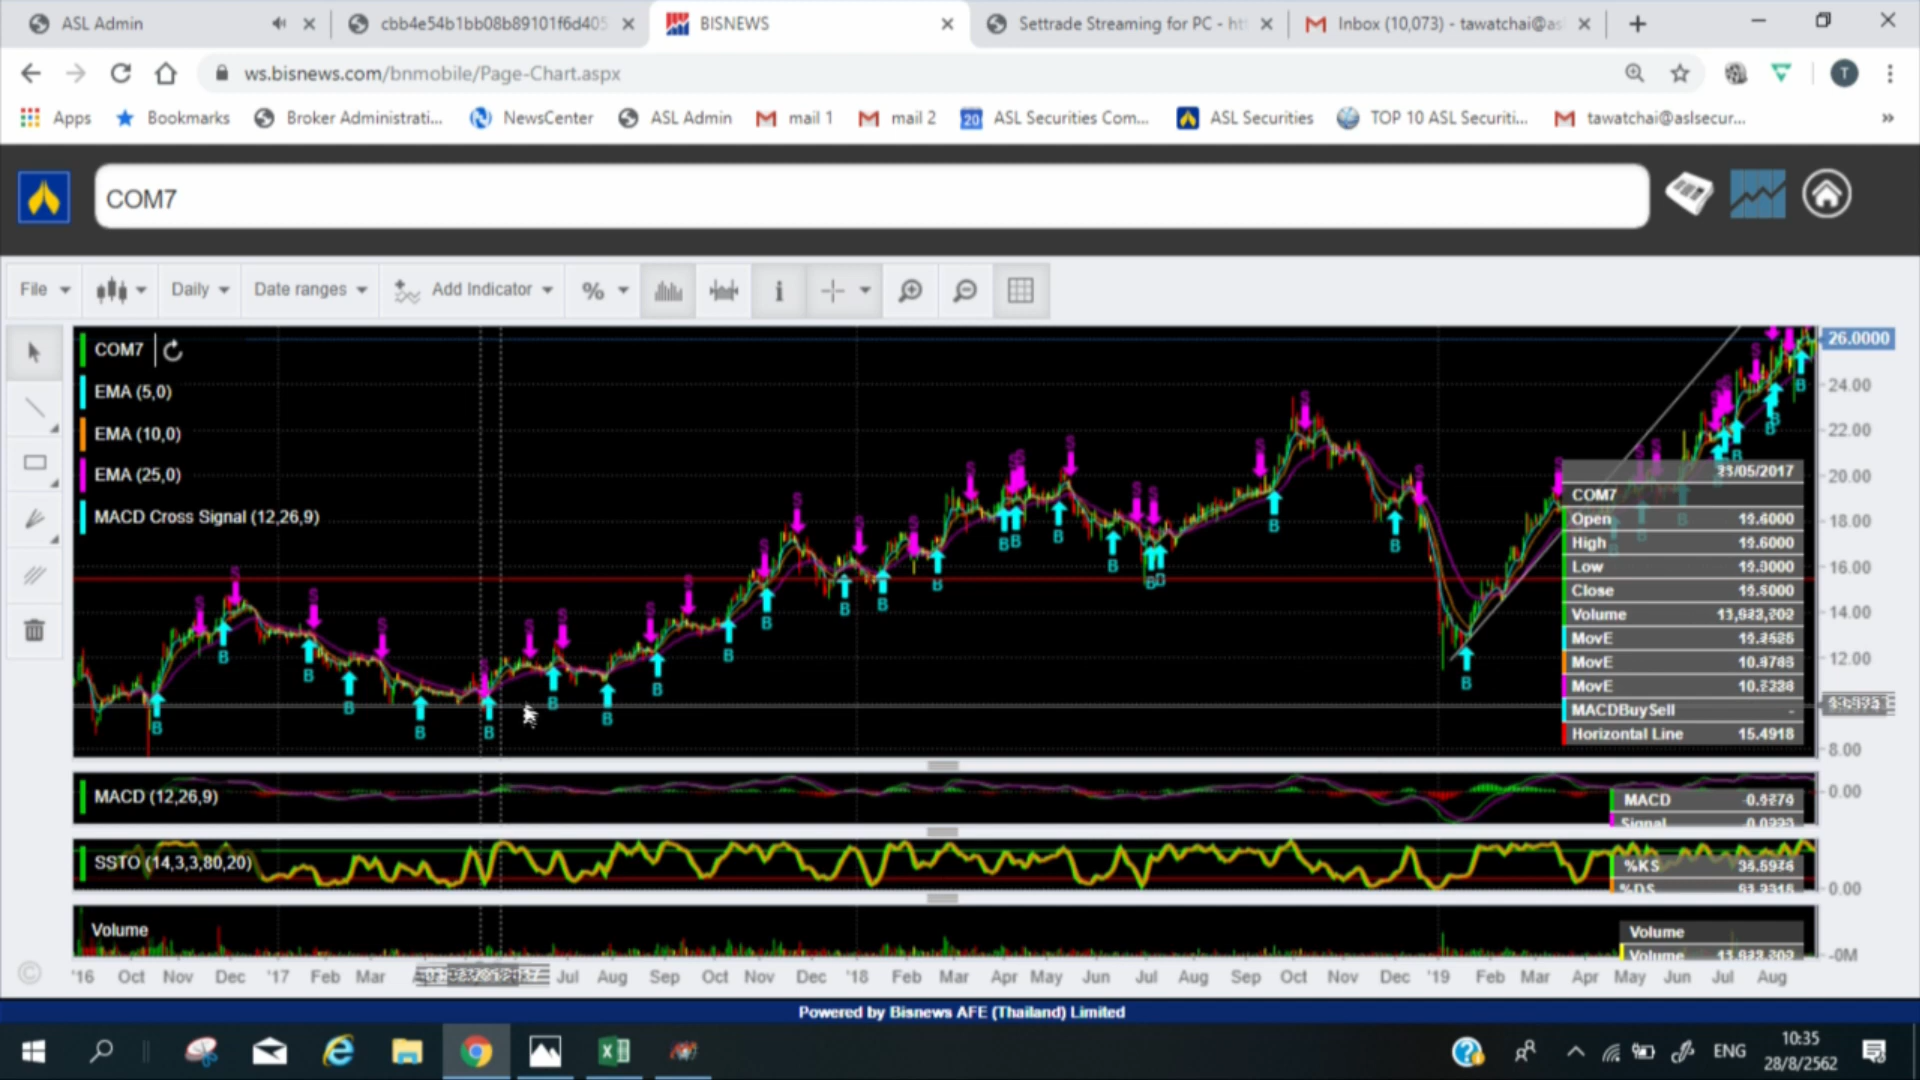 ASL Admin
cbb4e54b1bb08b89101f6d405
BISNEWS
Settrade Streaming for PC - ht
Inbox (10,073) - tawatchai@as
ws.bisnews.com/bnmobile/Page-Chart.aspx
T
Apps
Bookmarks
Broker Administrati...
NewsCenter
ASL Admin
mail 1
mail 2
20
ASL Securities Com...
ASL Securities
TOP 10 ASL Securiti...
tawatchai@aslsecur...
COM7
File
Daily
Date ranges
Add Indicator
%
COM7
EMA (5,0)
EMA (10,0)
EMA (25,0)
MACD Cross Signal (12,26,9)
26.0000
24.00
22.00
20.00
18.00
16.00
14.00
12.00
8.00
/05/2017
COM7
Open
High
Low
Close
Volume
MovE
MovE
MovE
MACDBuySell -
Horizontal Line 15.4918
MACD (12,26,9)
MACD
Signal
0.00
SSTO (14,3,3,80,20)
%KS
%DS
0.00
Volume
Volume
Volume
-0M
'16 Oct Nov Dec '17 Feb Mar Jul Aug Sep Oct Nov Dec '18 Feb Mar Apr May Jun Jul Aug Sep Oct Nov Dec '19 Feb Mar Apr May Jun Jul Aug
Powered by Bisnews AFE (Thailand) Limited
ENG
10:35
28/8/2562